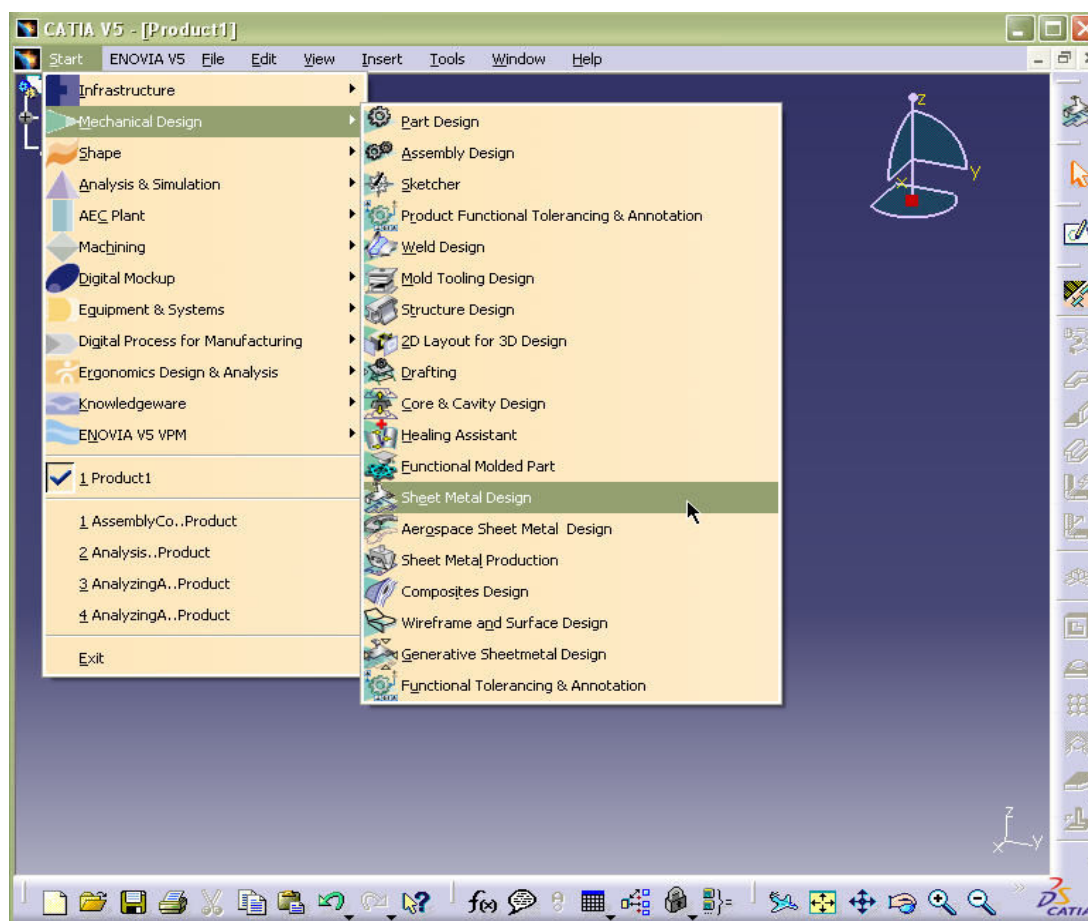 CATIA V5 - [Product1]
Start ENOVIA V5 File Edit View Insert Tools Window Help
Infrastructure
Mechanical Design
Shape
Analysis & Simulation
AEC Plant
Machining
Digital Mockup
Equipment & Systems
Digital Process for Manufacturing
Ergonomics Design & Analysis
Knowledgeware
ENOVIA V5 VPM
1 Product1
1 AssemblyCo..Product
2 Analysis..Product
3 AnalyzingA..Product
4 AnalyzingA..Product
Exit
Part Design
Assembly Design
Sketcher
Product Functional Tolerancing & Annotation
Weld Design
Mold Tooling Design
Structure Design
2D Layout for 3D Design
Drafting
Core & Cavity Design
Healing Assistant
Functional Molded Part
Sheet Metal Design
Aerospace Sheet Metal Design
Sheet Metal Production
Composites Design
Wireframe and Surface Design
Generative Sheetmetal Design
Functional Tolerancing & Annotation
z
y
x
z
y
x
f(x)